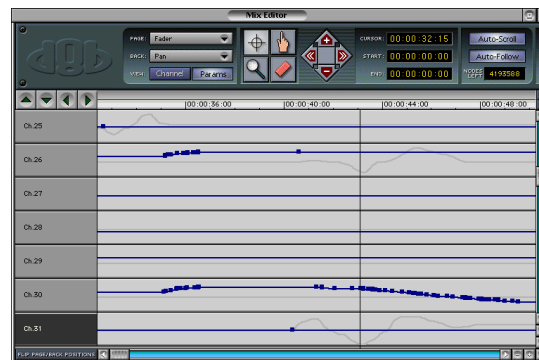 Mix Editor
PAGE: Fader
BACK: Pan
VIEW: Channel Params
CURSOR: 00:00:32:15
START: 00:00:00:00
END: 00:00:00:00
Auto-Scroll
Auto-Follow
NODES LEFT 4193588
00:00:36:00 00:00:40:00 00:00:44:00 00:00:48:00
Ch.25
Ch.26
Ch.27
Ch.28
Ch.29
Ch.30
Ch.31
FLIP PAGE/BACK POSITIONS